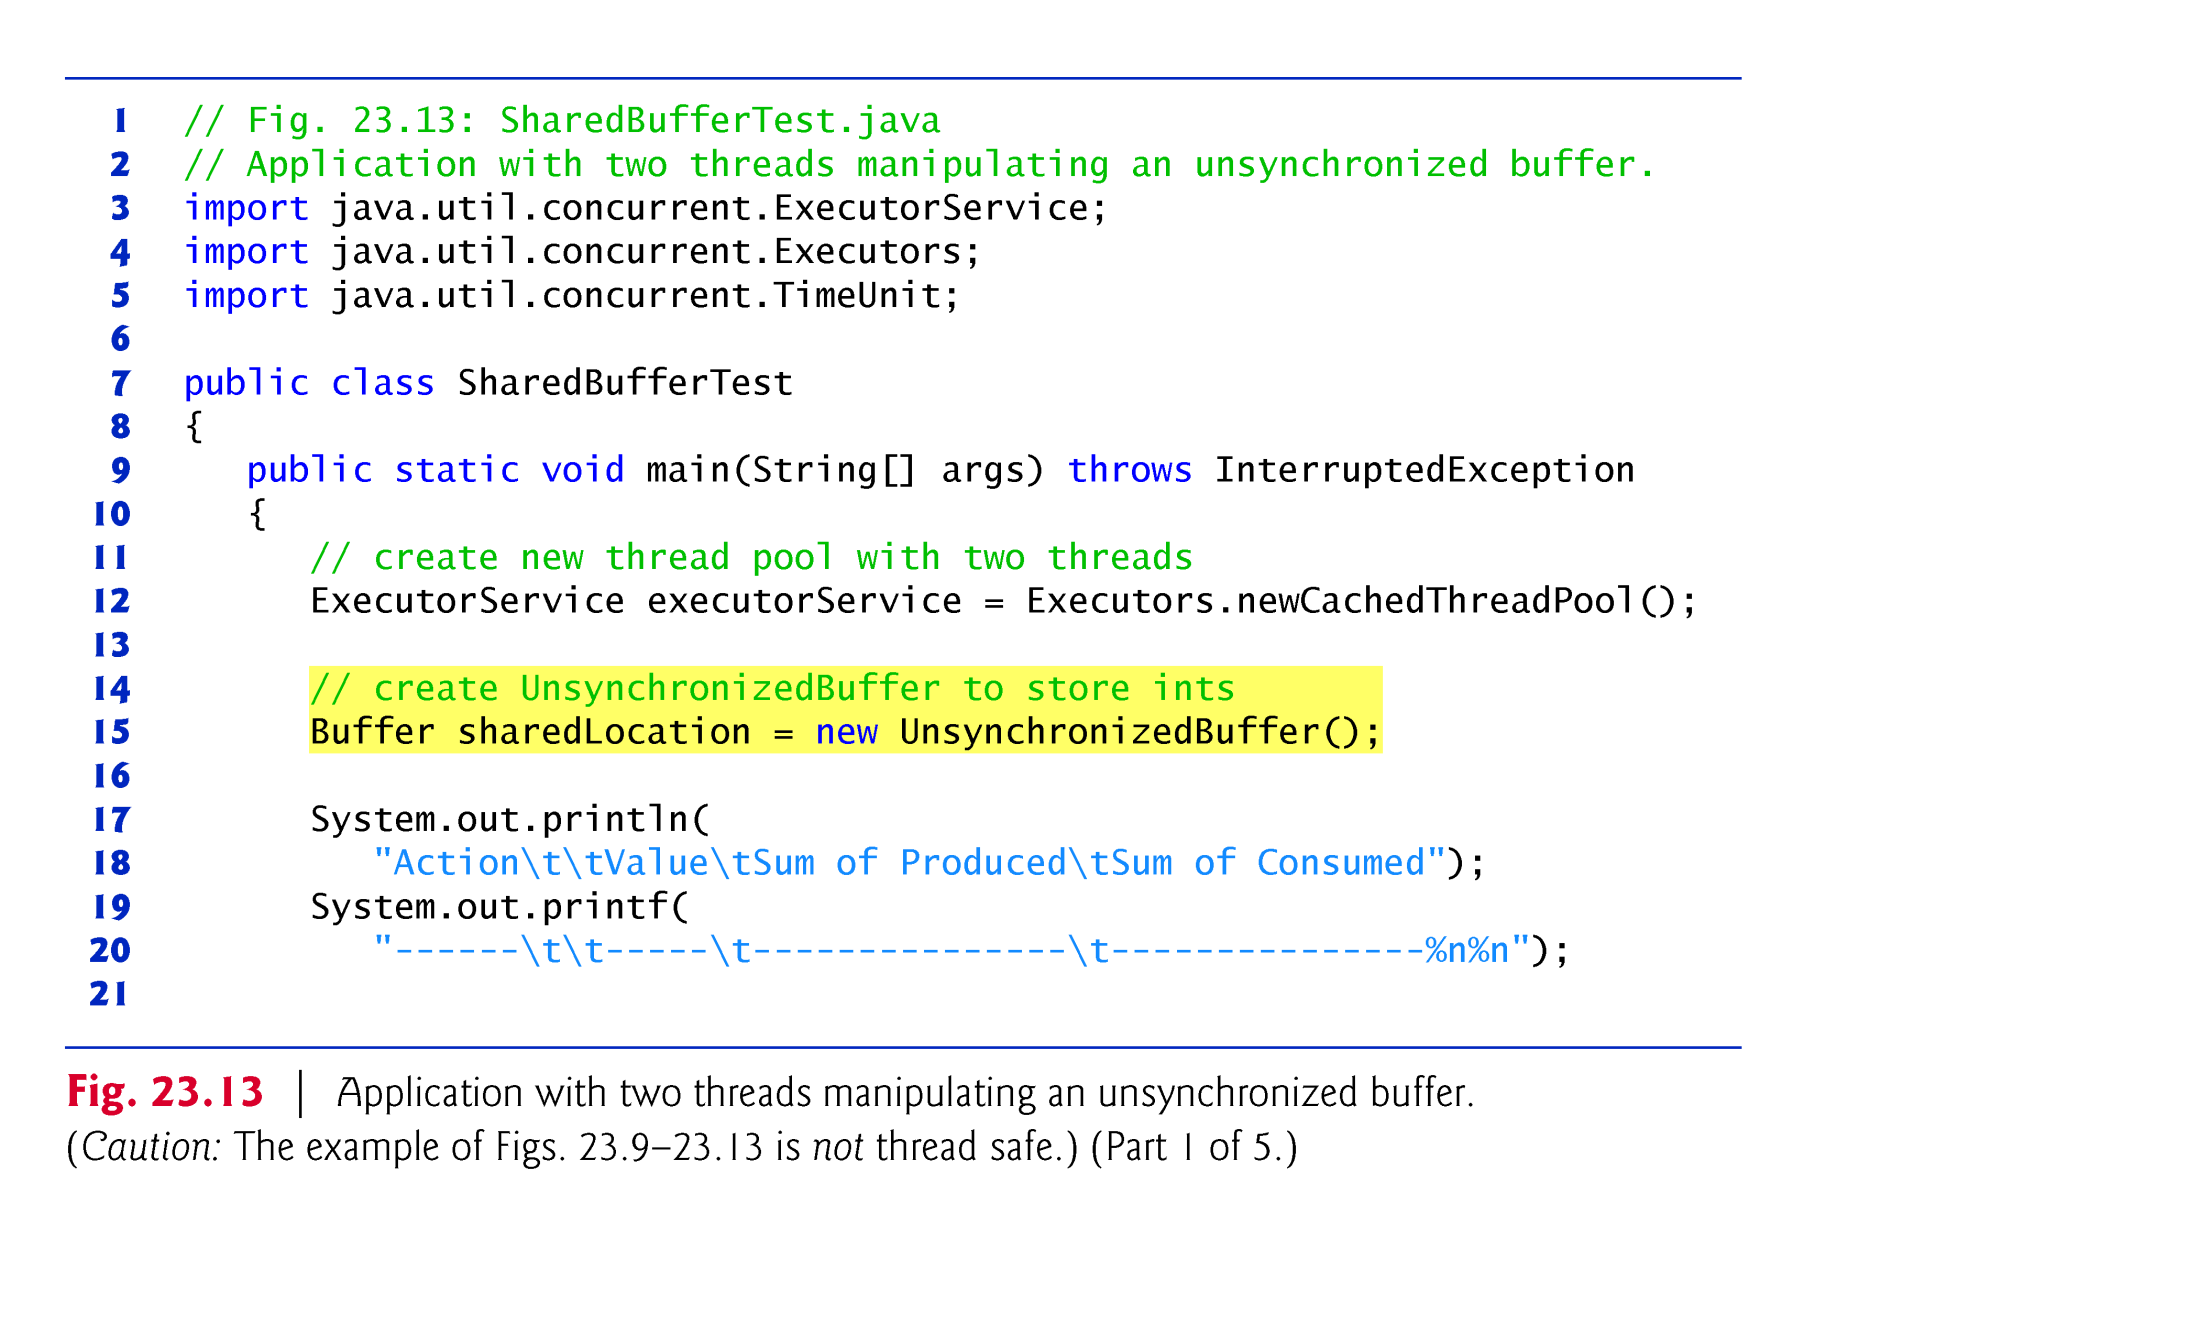 1 // Fig. 23.13: SharedBufferTest.java
2 // Application with two threads manipulating an unsynchronized buffer.
3 import java.util.concurrent.ExecutorService;
4 import java.util.concurrent.Executors;
5 import java.util.concurrent.TimeUnit;
6
7 public class SharedBufferTest
8 {
9    public static void main(String[] args) throws InterruptedException
10    {
11       // create new thread pool with two threads
12       ExecutorService executorService = Executors.newCachedThreadPool();
13
14       // create UnsynchronizedBuffer to store ints
15       Buffer sharedLocation = new UnsynchronizedBuffer();
16
17       System.out.println(
18          "Action\t\tValue\tSum of Produced\tSum of Consumed");
19       System.out.printf(
20          "------\t\t-----\t---------------\t---------------%n%n");
21
Fig. 23.13 | Application with two threads manipulating an unsynchronized buffer.
(Caution: The example of Figs. 23.9–23.13 is not thread safe.) (Part 1 of 5.)